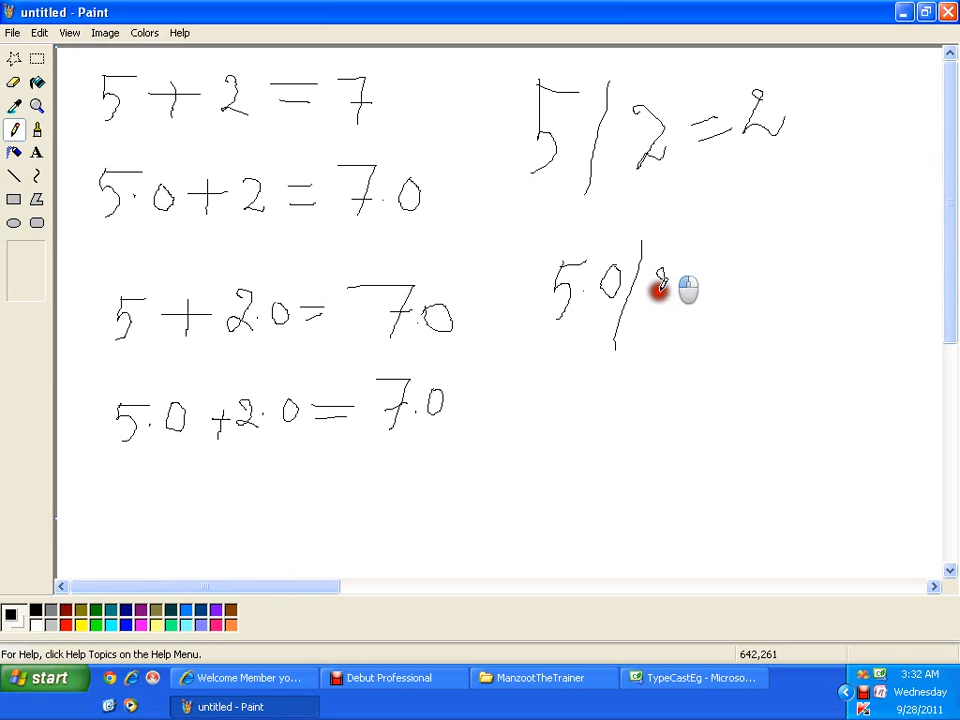 untitled - Paint
File Edit View Image Colors Help
5 + 2 = 7
5.0 + 2 = 7.0
5 + 2.0 = 7.0
5.0 + 2.0 = 7.0
5 / 2 = 2
5.0 /
For Help, click Help Topics on the Help Menu.
642,261
start
Welcome Member yo...
Debut Professional
ManzootTheTrainer
TypeCastEg - Microso...
untitled - Paint
3:32 AM
Wednesday
9/28/2011